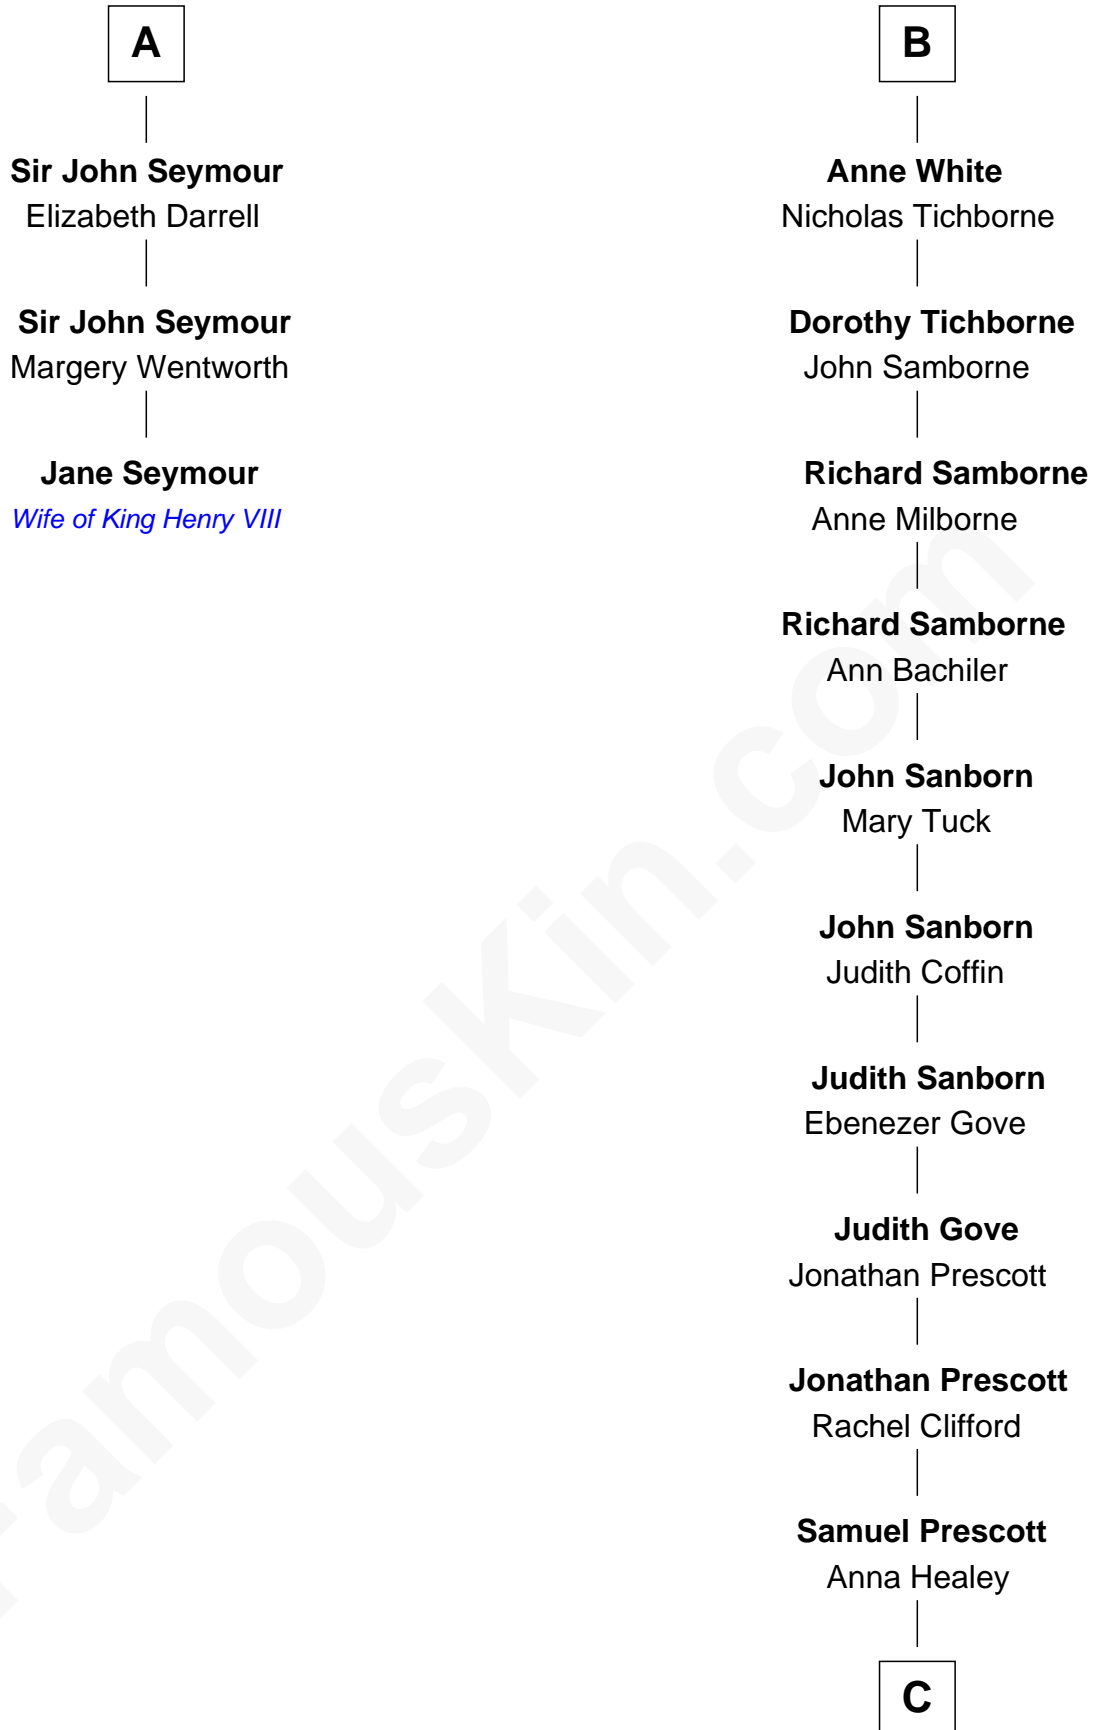 A
Sir John Seymour
Elizabeth Darrell
Sir John Seymour
Margery Wentworth
Jane Seymour
Wife of King Henry VIII
B
Anne White
Nicholas Tichborne
Dorothy Tichborne
John Samborne
Richard Samborne
Anne Milborne
Richard Samborne
Ann Bachiler
John Sanborn
Mary Tuck
John Sanborn
Judith Coffin
Judith Sanborn
Ebenezer Gove
Judith Gove
Jonathan Prescott
Jonathan Prescott
Rachel Clifford
Samuel Prescott
Anna Healey
C
FamousKin.com